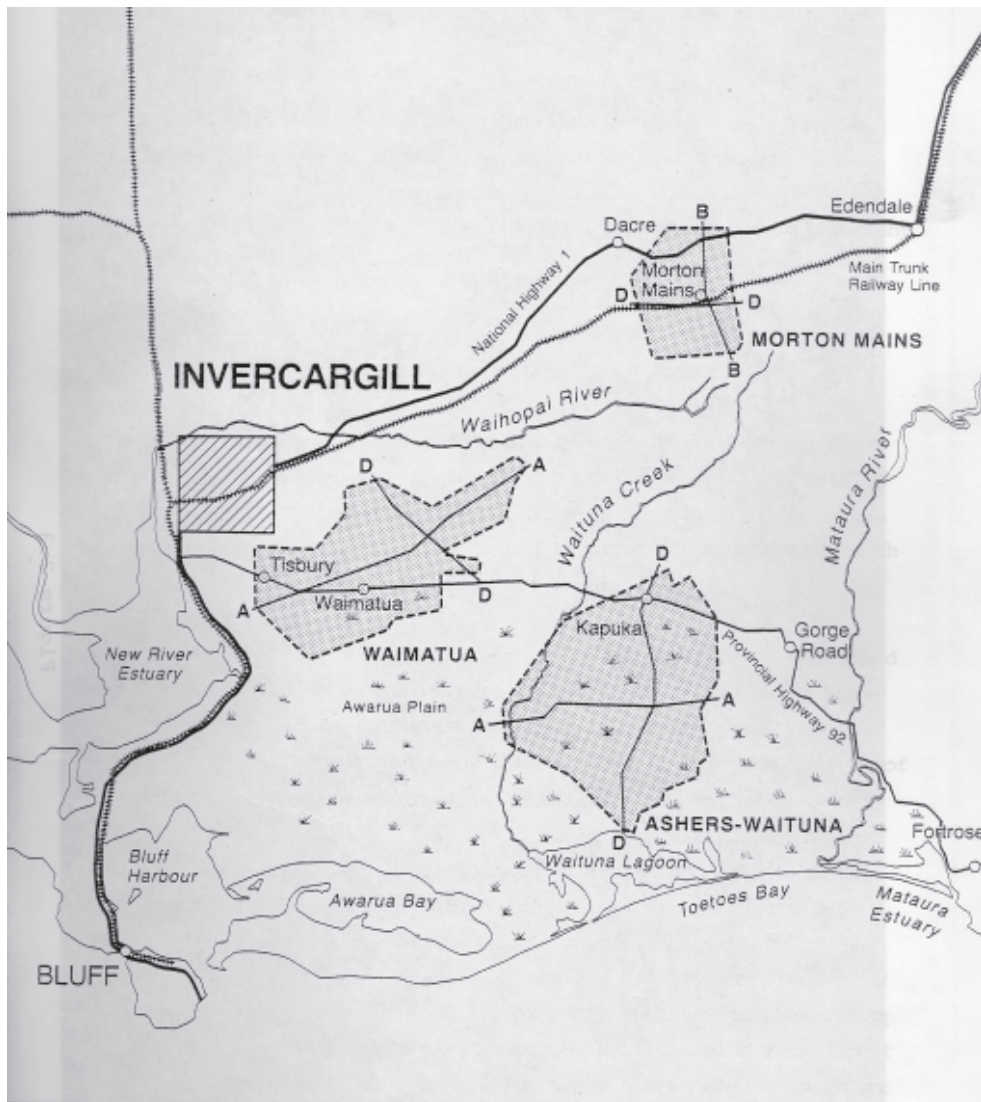 B
Edendale
Dacre
Morton
Mains
Main Trunk
Railway Line
National Highway 1
D
D
MORTON MAINS
B
INVERCARGILL
Waihopai River
D
A
Waituna Creek
Mataura River
D
Tisbury
A
Waimatua
D
Kapuka
Gorge
Road
Provincial Highway 92
New River
Estuary
WAIMATUA
Awarua Plain
A
A
ASHERS-WAITUNA
D
Fortrose
Bluff
Harbour
Waituna Lagoon
Awarua Bay
Toetoes Bay
Mataura
Estuary
BLUFF